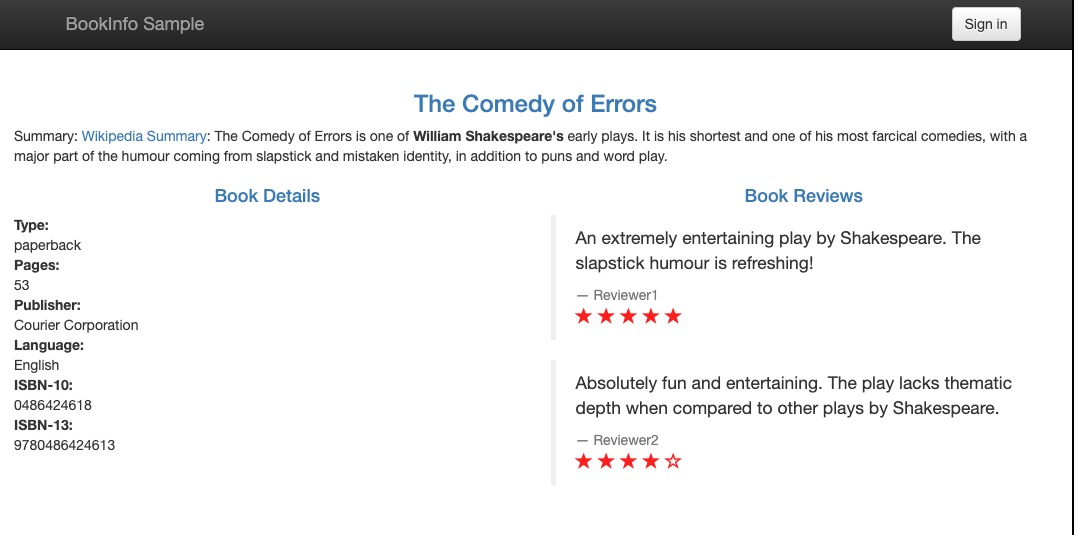 BookInfo Sample
Sign in
The Comedy of Errors
Summary: Wikipedia Summary: The Comedy of Errors is one of William Shakespeare's early plays. It is his shortest and one of his most farcical comedies, with a
major part of the humour coming from slapstick and mistaken identity, in addition to puns and word play.
Book Details
Type:
paperback
Pages:
53
Publisher:
Courier Corporation
Language:
English
ISBN-10:
0486424618
ISBN-13:
9780486424613
Book Reviews
An extremely entertaining play by Shakespeare. The
slapstick humour is refreshing!
— Reviewer1
Absolutely fun and entertaining. The play lacks thematic
depth when compared to other plays by Shakespeare.
— Reviewer2